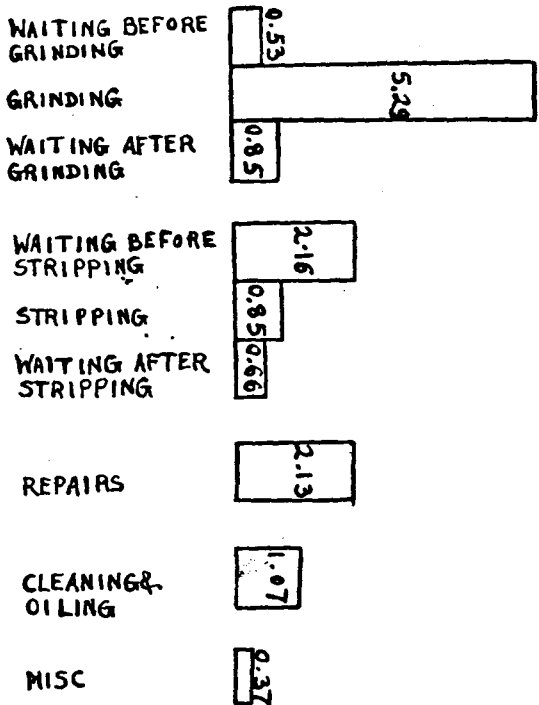 WAITING BEFORE
GRINDING
0.53
GRINDING
5.29
WAITING AFTER
GRINDING
0.85
WAITING BEFORE
STRIPPING
2.16
STRIPPING
0.85
WAITING AFTER
STRIPPING
0.66
REPAIRS
2.13
CLEANING&
OILING
1.07
MISC
0.37